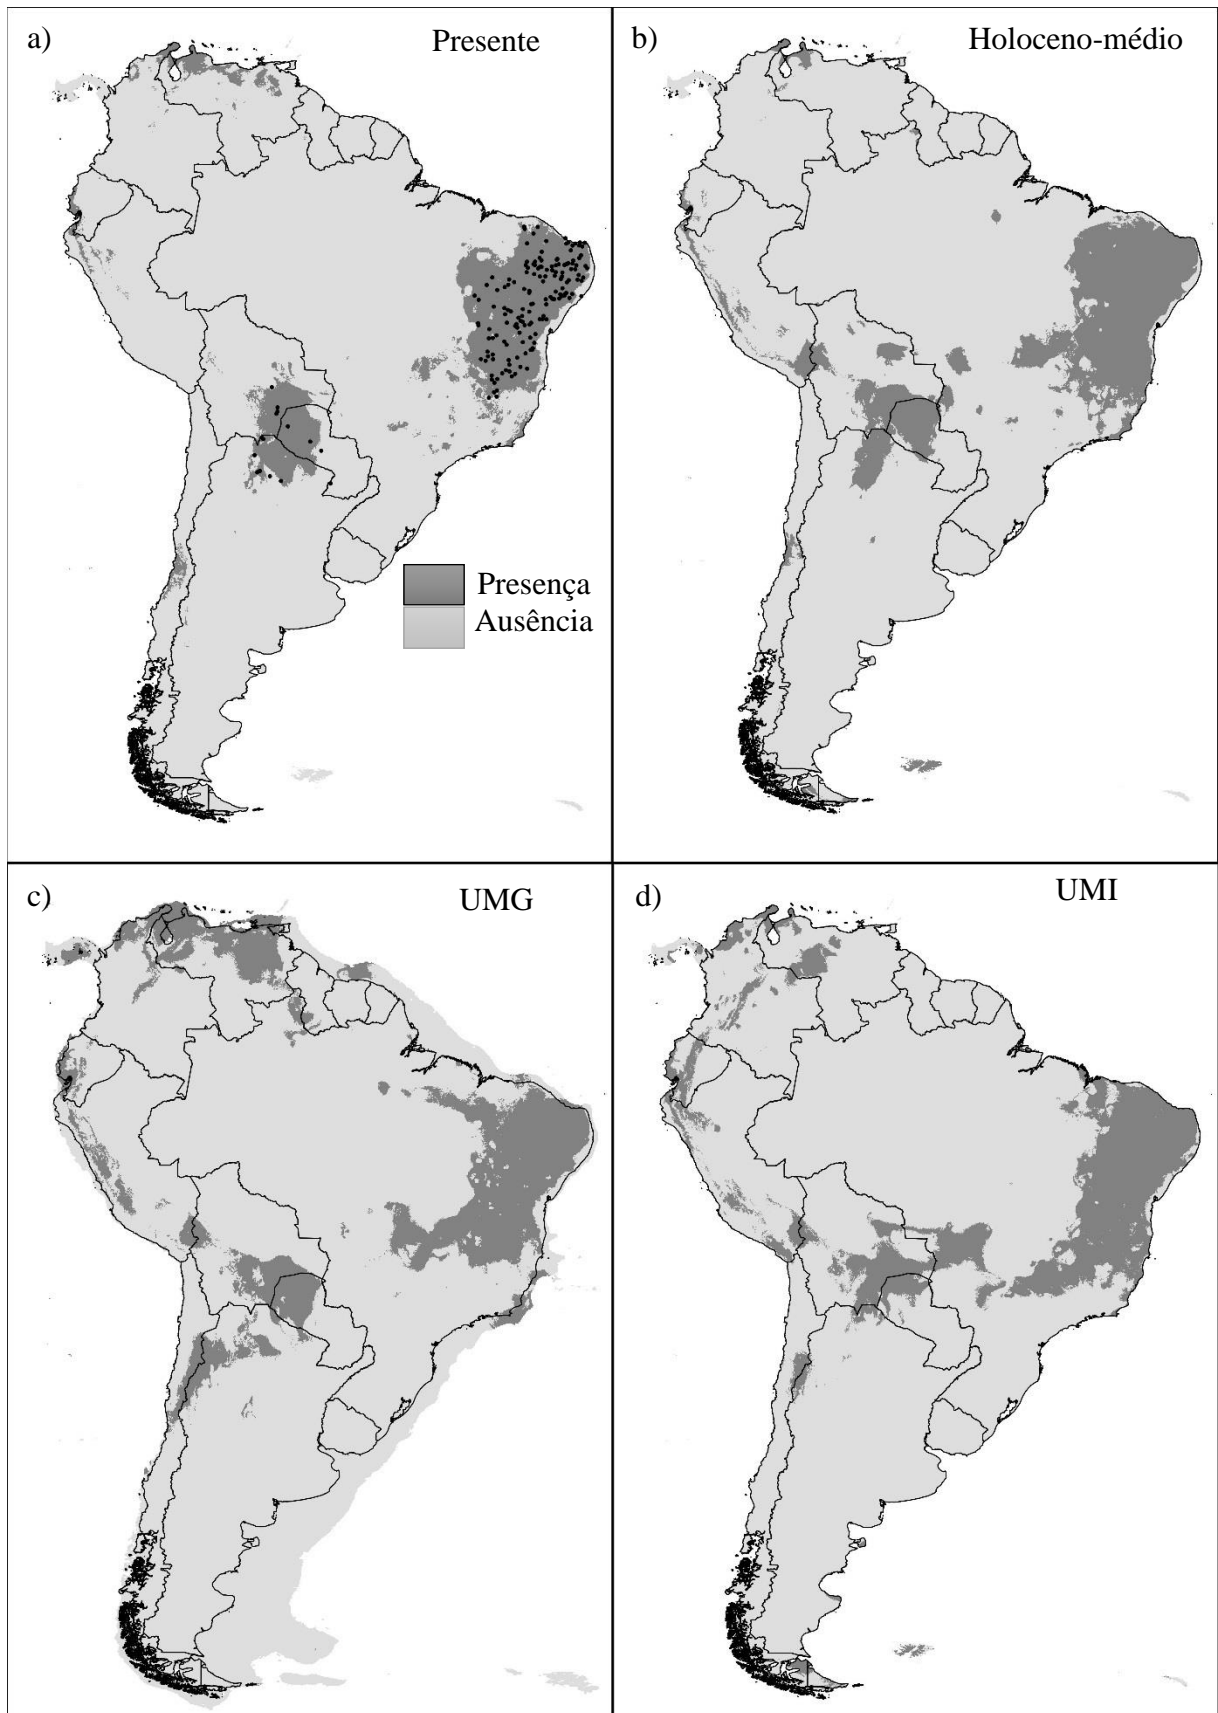 a)
Presente
b)
Holoceno-médio
Presença
Ausência
c)
UMG
d)
UMI